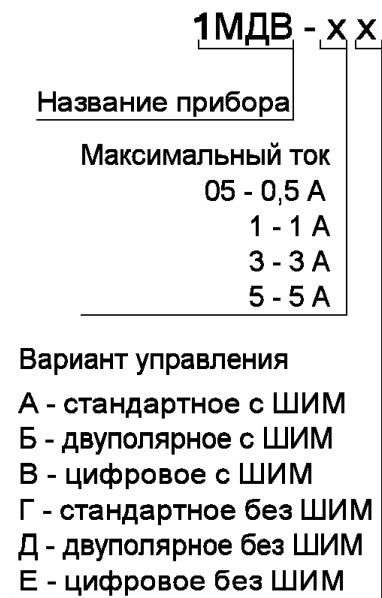 1МДВ - x x
Название прибора
Максимальный ток
05 - 0,5 А
1 - 1 А
3 - 3 А
5 - 5 А
Вариант управления
А - стандартное с ШИМ
Б - двуполярное с ШИМ
В - цифровое с ШИМ
Г - стандартное без ШИМ
Д - двуполярное без ШИМ
Е - цифровое без ШИМ